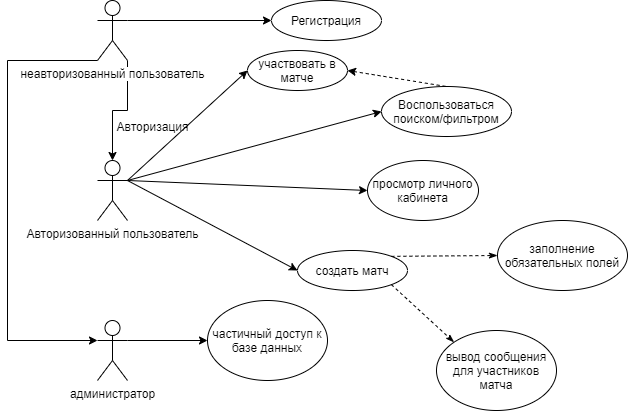 Регистрация
неавторизованный пользователь
участвовать в
матче
Воспользоваться
поиском/фильтром
Авторизация
просмотр личного
кабинета
Авторизованный пользователь
создать матч
заполнение
обязательных полей
частичный доступ к
базе данных
вывод сообщения
для участников
матча
администратор